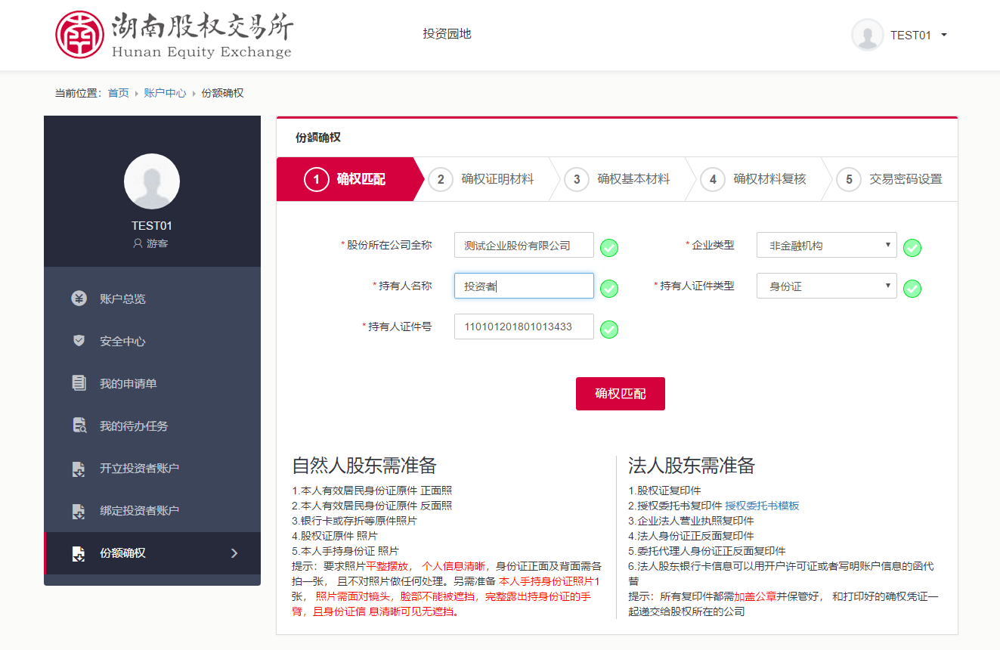 湖南股权交易所
Hunan Equity Exchange
投资园地
TEST01
当前位置：首页 账户中心 份额确权
TEST01
游客
账户总览
安全中心
我的申请单
我的待办任务
开立投资者账户
绑定投资者账户
份额确权
份额确权
1 确权匹配
2 确权证明材料
3 确权基本材料
4 确权材料复核
5 交易密码设置
*股份所在公司全称 测试企业股份有限公司
*企业类型 非金融机构
*持有人名称 投资者
*持有人证件类型 身份证
*持有人证件号 110101201801013433
确权匹配
自然人股东需准备
1.本人有效居民身份证原件 正面照
2.本人有效居民身份证原件 反面照
3.银行卡或存折等原件照片
4.股权证原件 照片
5.本人手持身份证 照片
提示：要求照片平整摆放， 个人信息清晰，身份证正面及背面需各
拍一张， 且不对照片做任何处理。另需准备 本人手持身份证照片1
张， 照片需面对镜头，脸部不能被遮挡，完整露出持身份证的手
臂，且身份证信 息清晰可见无遮挡。
法人股东需准备
1.股权证复印件
2.授权委托书复印件 授权委托书模板
3.企业法人营业执照复印件
4.法人身份证正反面复印件
5.委托代理人身份证正反面复印件
6.法人股东银行卡信息可以用开户许可证或者写明账户信息的函代
替
提示：所有复印件都需加盖公章并保管好， 和打印好的确权凭证一
起递交给股权所在的公司